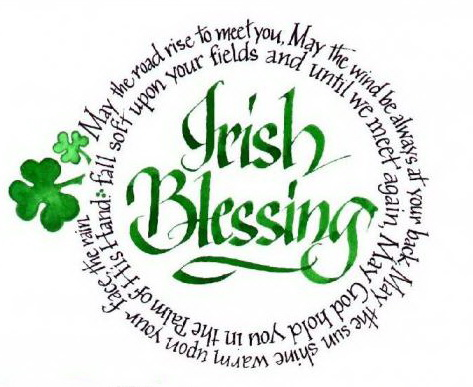 Irish
Blessing
May the road rise to meet you, May the wind be always at your back, May the sun shine warm upon your face, the rain
fall soft upon your fields and until we meet again, May God hold you in the Palm of His Hand.